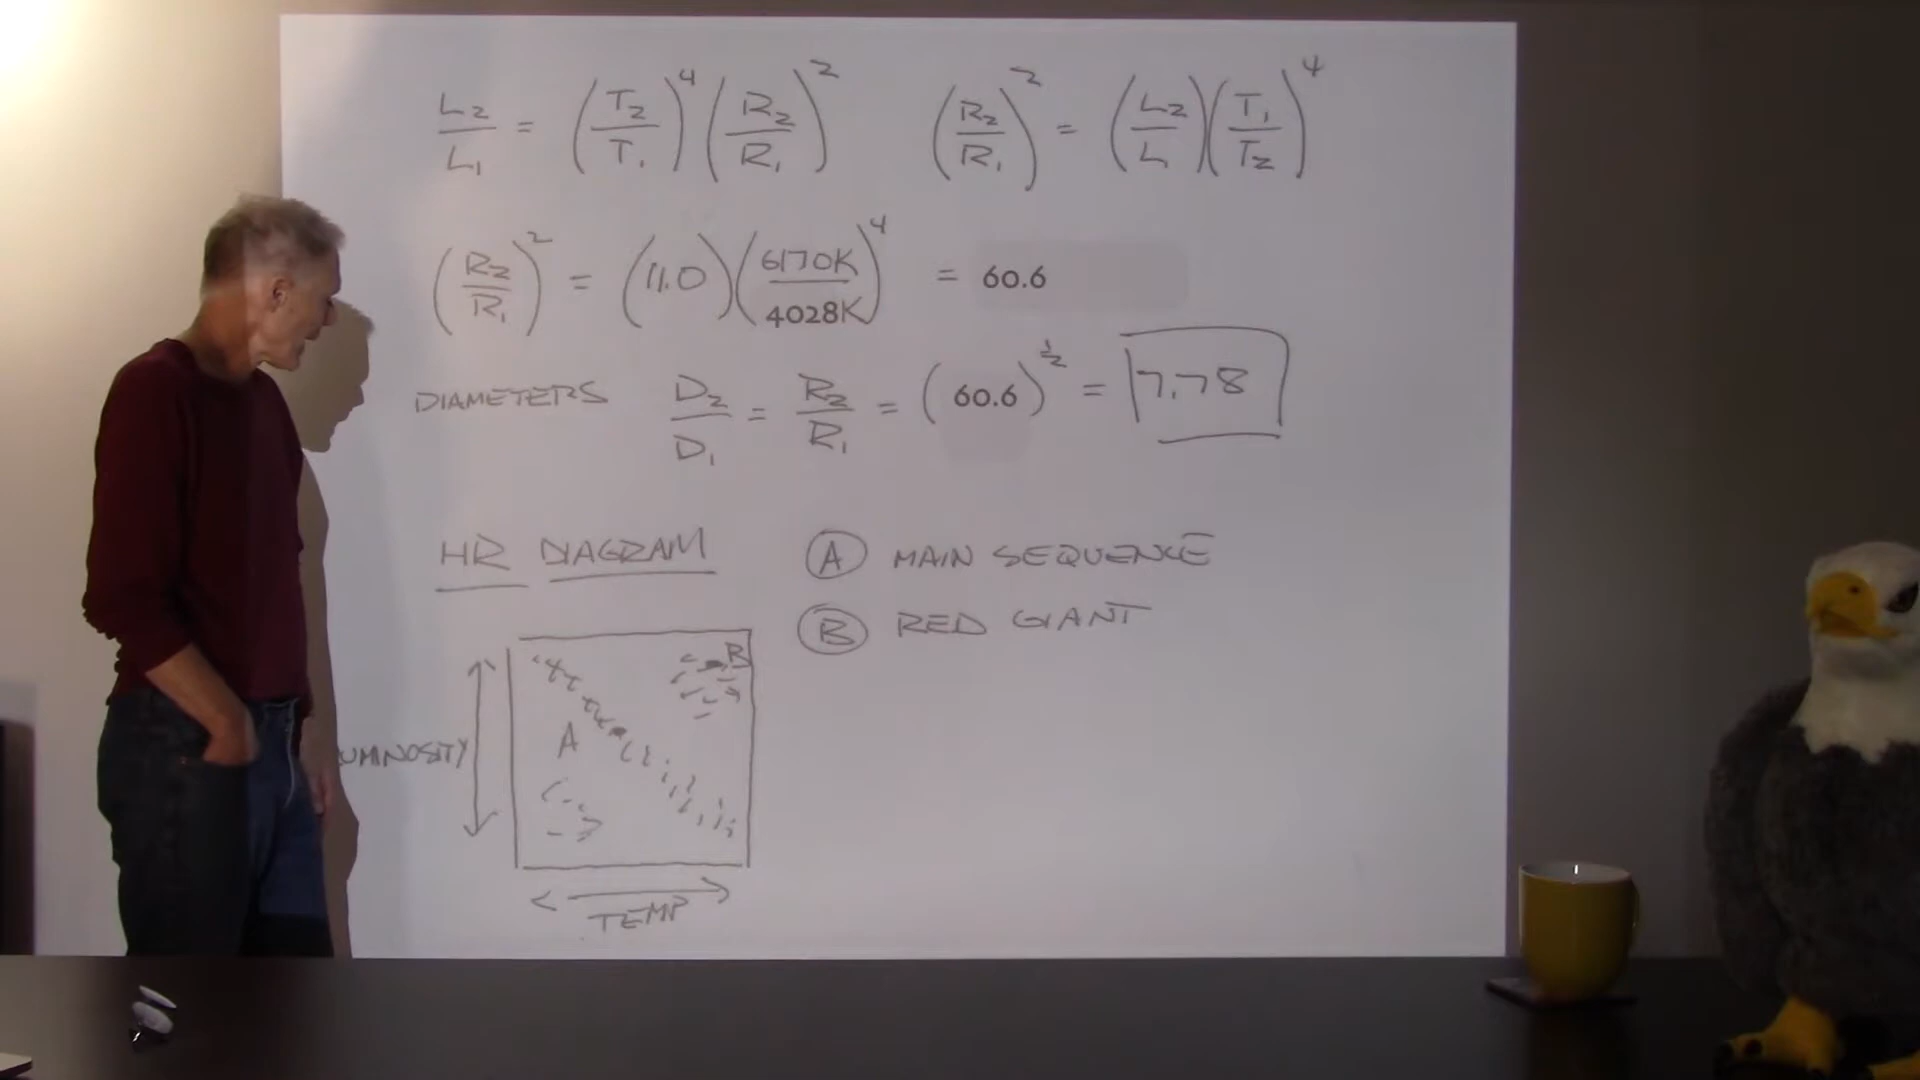 L2/L1 = (T2/T1)^4 (R2/R1)^2
(R2/R1)^2 = (L2/L)(T1/T2)^4
(R2/R1)^2 = (11.0)(6170K/4028K)^4 = 60.6
DIAMETERS D2/D1 = R2/R1 = (60.6)^1/2 = 7.78
HR DIAGRAM
A MAIN SEQUENCE
B RED GIANT
B
A
UMINOSITY
TEMP